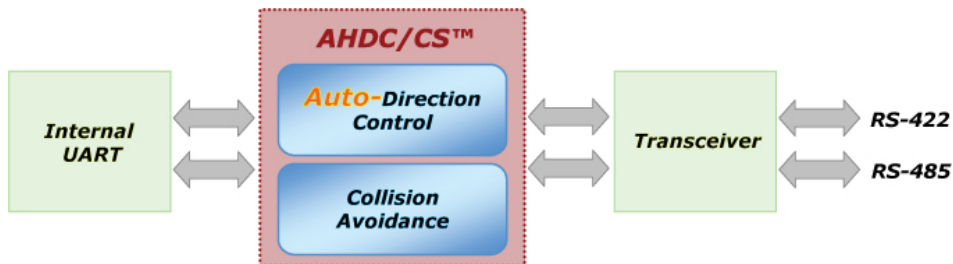 AHDC/CS™
Internal
UART
Auto-Direction
Control
Collision
Avoidance
Transceiver
RS-422
RS-485